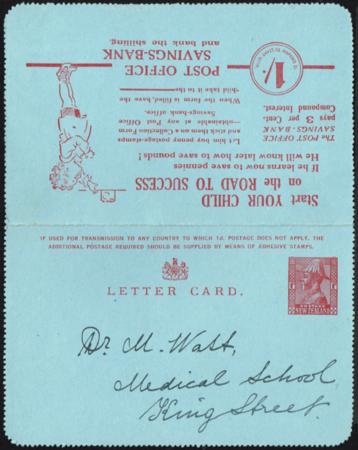 Start YOUR CHILD
on the ROAD TO SUCCESS
If he learns now to save pennies
He will know later how to save pounds!
Let him buy penny postage-stamps
and stick them on a Collection Form
—obtainable at any Post Office
Savings-bank office.
When the form is filled, have the
child take it to the—
POST OFFICE
SAVINGS-BANK
and bank the shilling.
The POST OFFICE
SAVINGS-BANK
pays 3 per Cent.
Compound Interest.
1/-
IF USED FOR TRANSMISSION TO ANY COUNTRY TO WHICH 1d. POSTAGE DOES NOT APPLY, THE
ADDITIONAL POSTAGE REQUIRED SHOULD BE SUPPLIED BY MEANS OF ADHESIVE STAMPS.
LETTER CARD.
NEW ZEALAND
Dr. M. Watt,
Medical School
King Street.